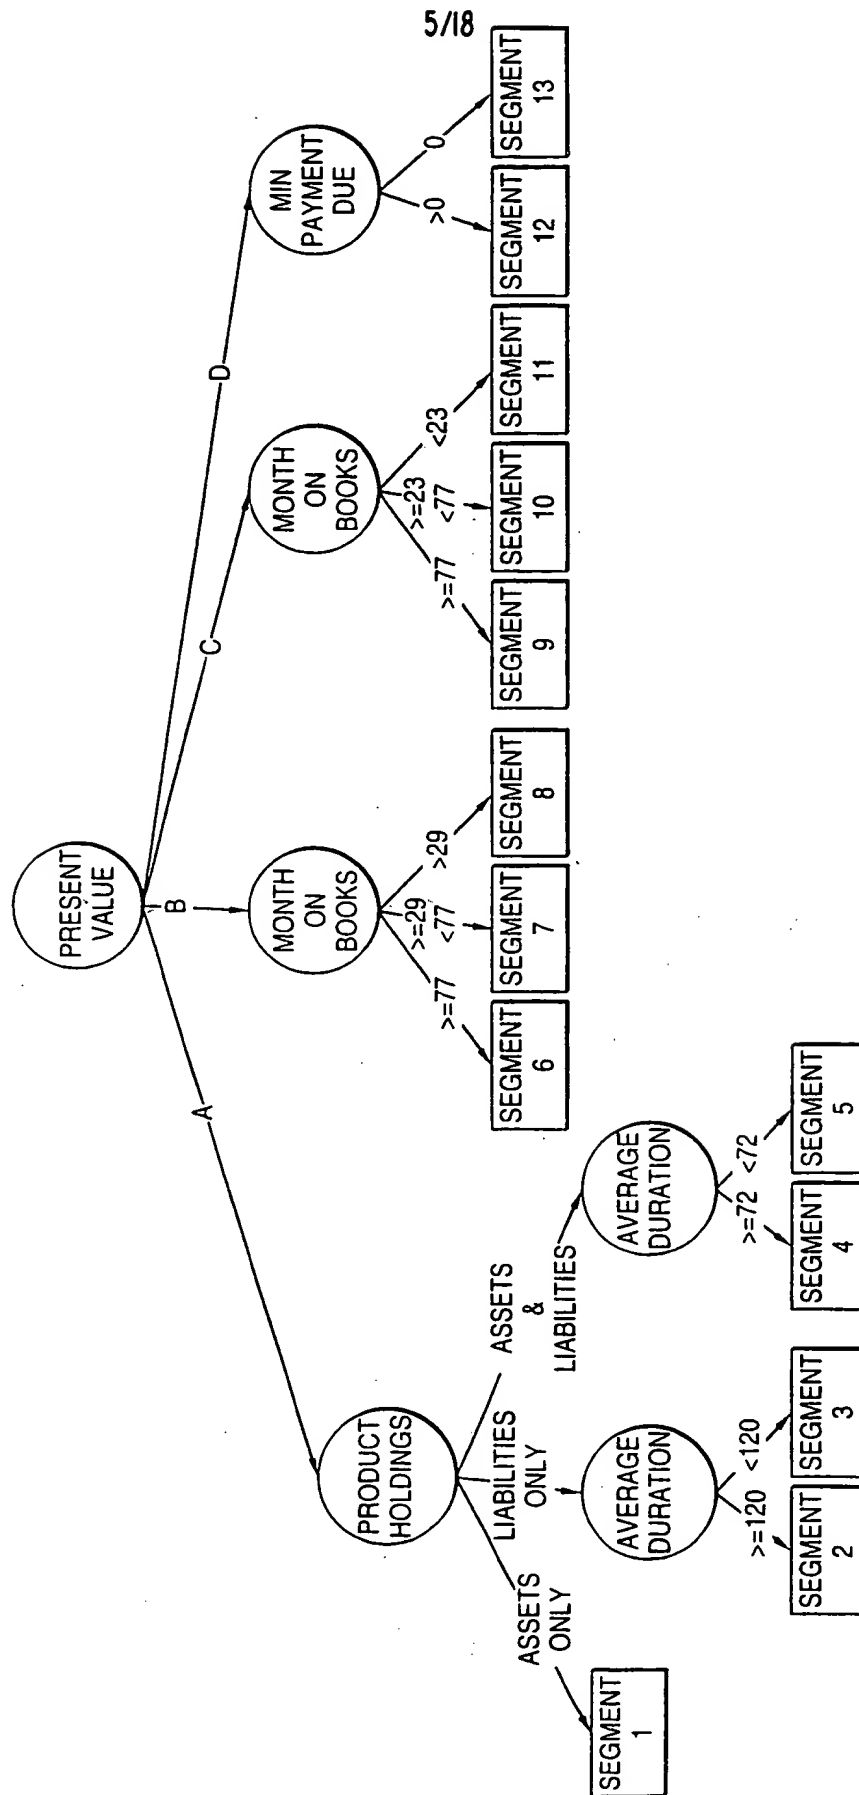 5/18
PRESENT
VALUE
A
B
C
D
PRODUCT
HOLDINGS
MONTH
ON
BOOKS
MONTH
ON
BOOKS
MIN
PAYMENT
DUE
ASSETS
ONLY
LIABILITIES
ONLY
ASSETS
&
LIABILITIES
>=77
>=29
<77
>29
>=77
>=23
<77
<23
>0
0
SEGMENT
6
SEGMENT
7
SEGMENT
8
SEGMENT
9
SEGMENT
10
SEGMENT
11
SEGMENT
12
SEGMENT
13
SEGMENT
1
AVERAGE
DURATION
AVERAGE
DURATION
>=120
<120
>=72
<72
SEGMENT
2
SEGMENT
3
SEGMENT
4
SEGMENT
5